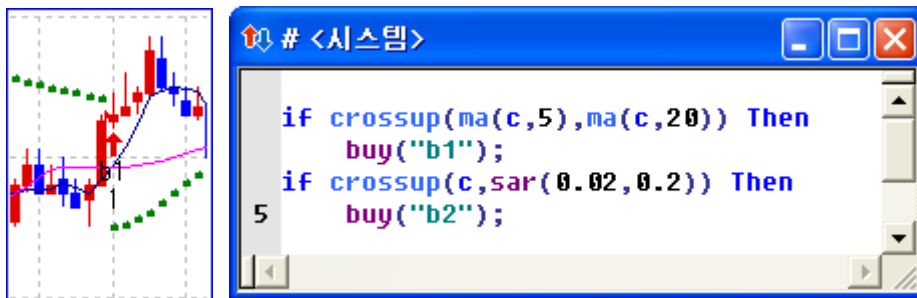 # <시스템>
if crossup(ma(c,5),ma(c,20)) Then
buy("b1");
if crossup(c,sar(0.02,0.2)) Then
5 buy("b2");
b1
1